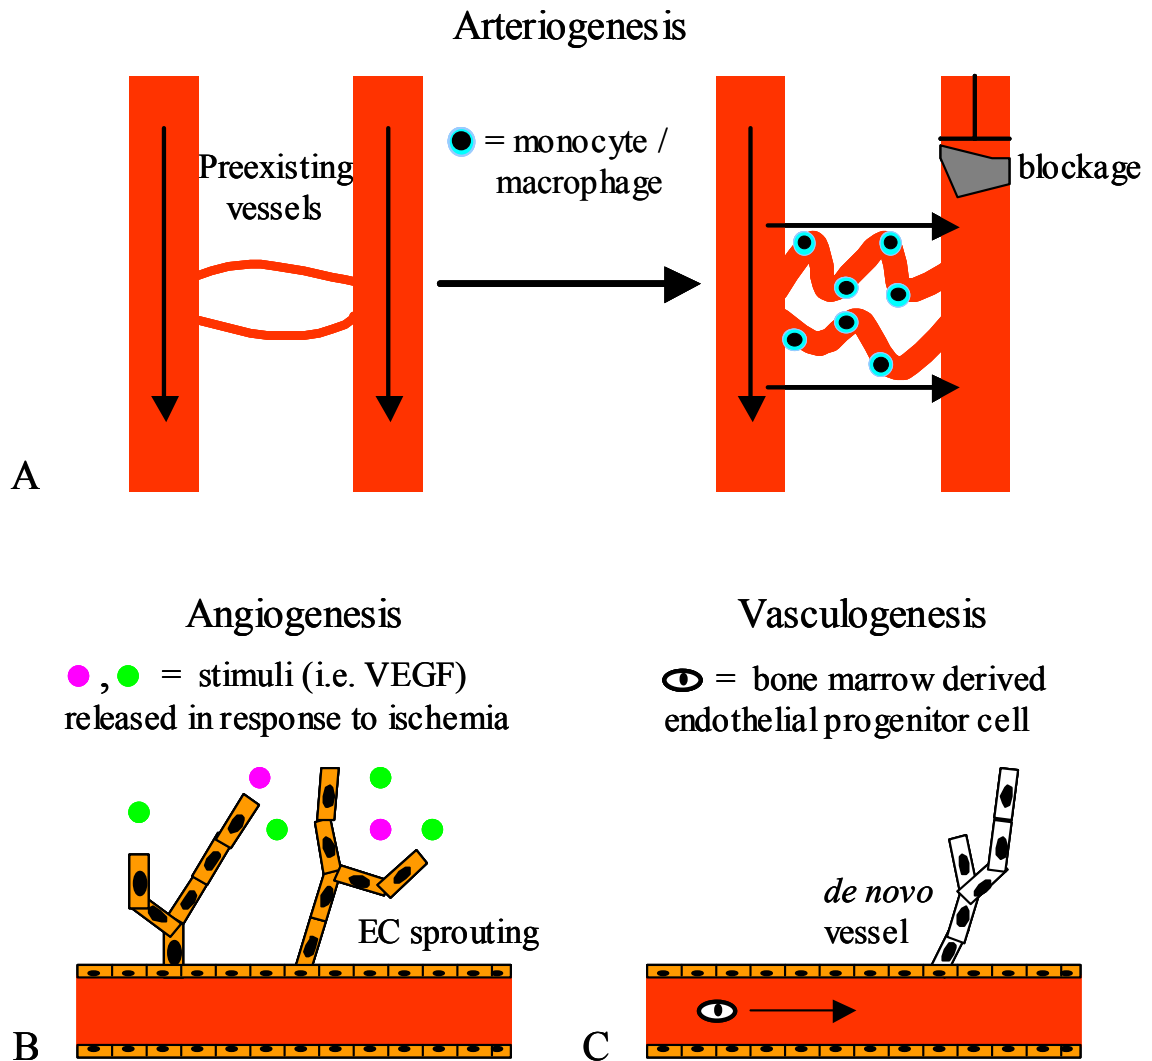 Arteriogenesis
Preexisting
vessels
= monocyte /
macrophage
blockage
A
Angiogenesis
, = stimuli (i.e. VEGF)
released in response to ischemia
EC sprouting
B
Vasculogenesis
= bone marrow derived
endothelial progenitor cell
de novo
vessel
C